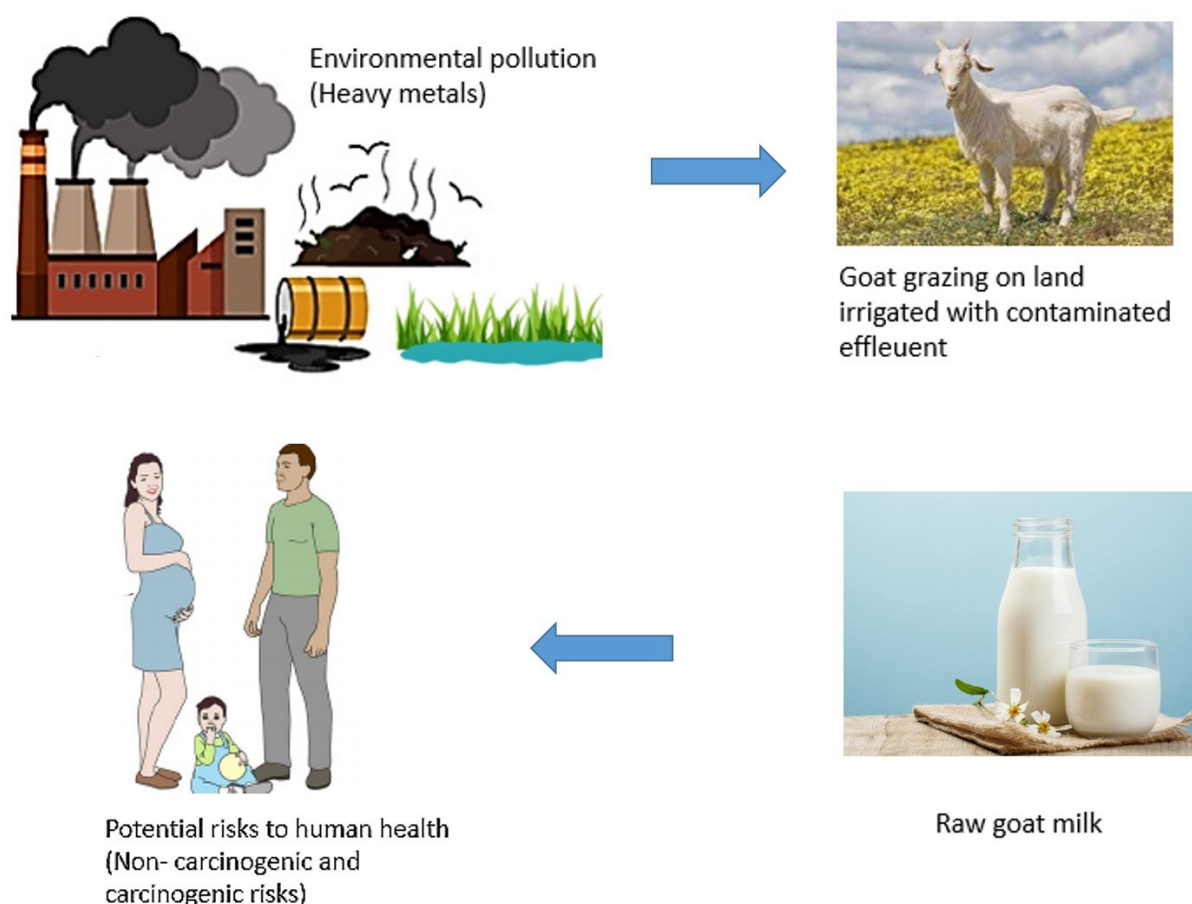 Environmental pollution
(Heavy metals)
Goat grazing on land
irrigated with contaminated
effleuent
Raw goat milk
Potential risks to human health
(Non- carcinogenic and
carcinogenic risks)